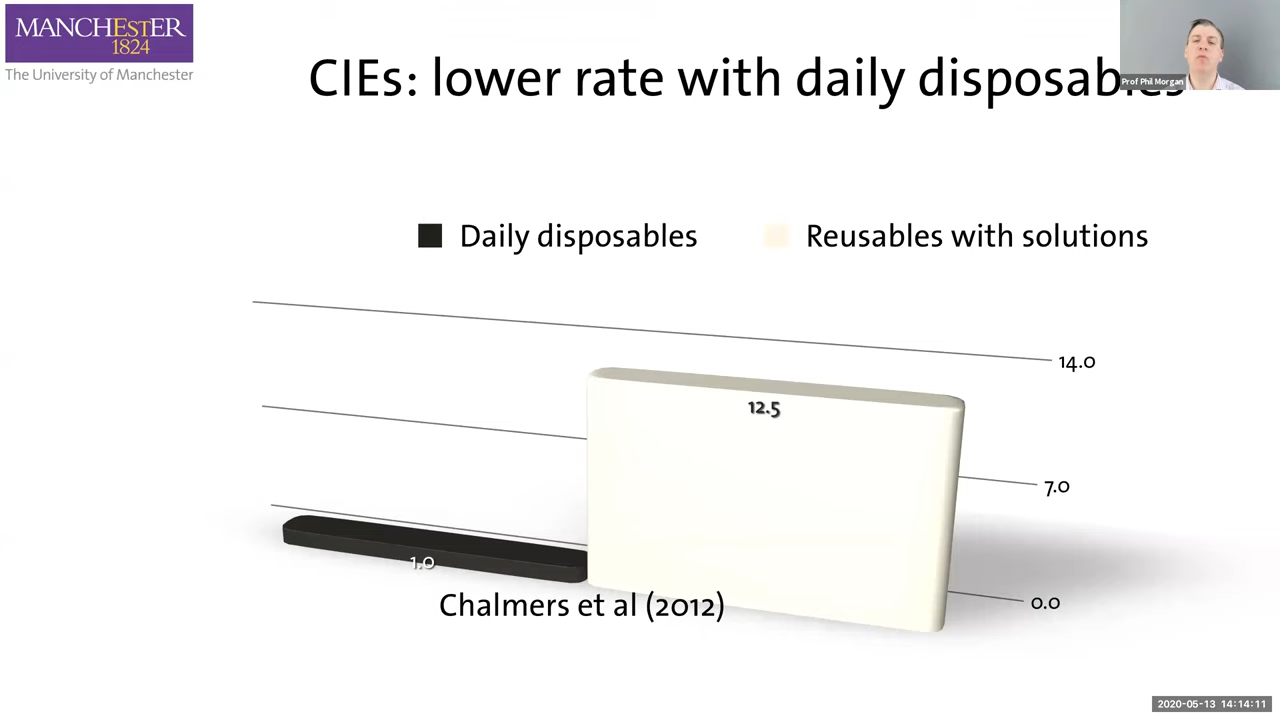 MANCHESTER
1824
The University of Manchester
CIEs: lower rate with daily disposables
Prof Phil Morgan
Daily disposables
Reusables with solutions
14.0
12.5
7.0
1.0
0.0
Chalmers et al (2012)
2020-05-13 14:14:11